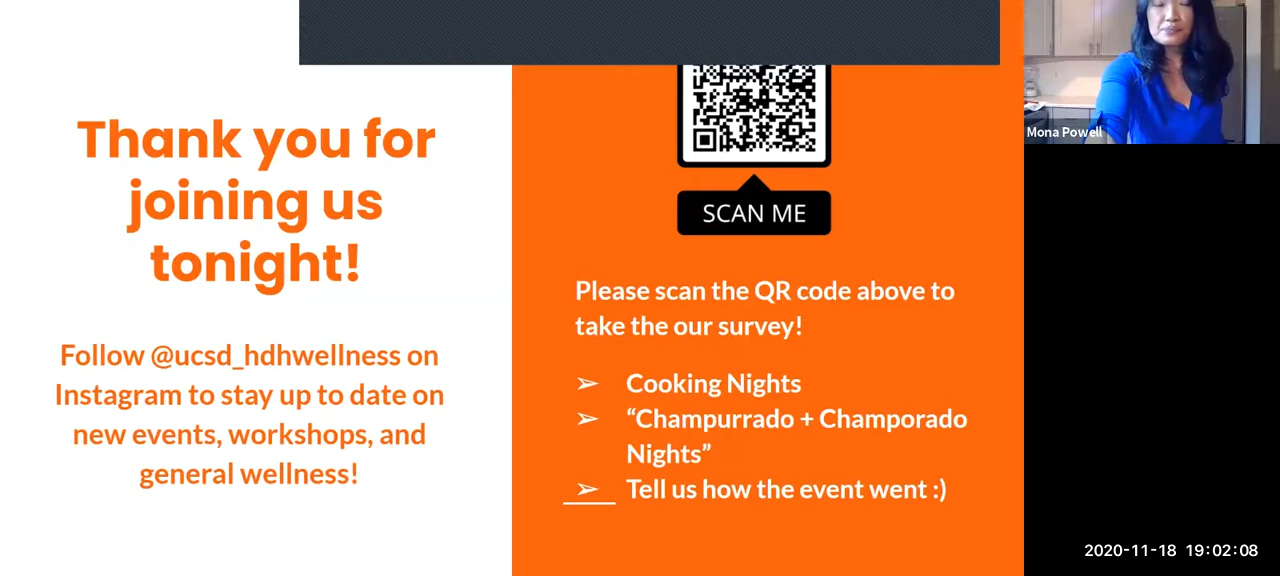 Thank you for
joining us
tonight!
Follow @ucsd_hdhwellness on
Instagram to stay up to date on
new events, workshops, and
general wellness!
SCAN ME
Please scan the QR code above to
take the our survey!
➢ Cooking Nights
➢ “Champurrado + Champorado
Nights”
➢ Tell us how the event went :)
Mona Powell
2020-11-18 19:02:08